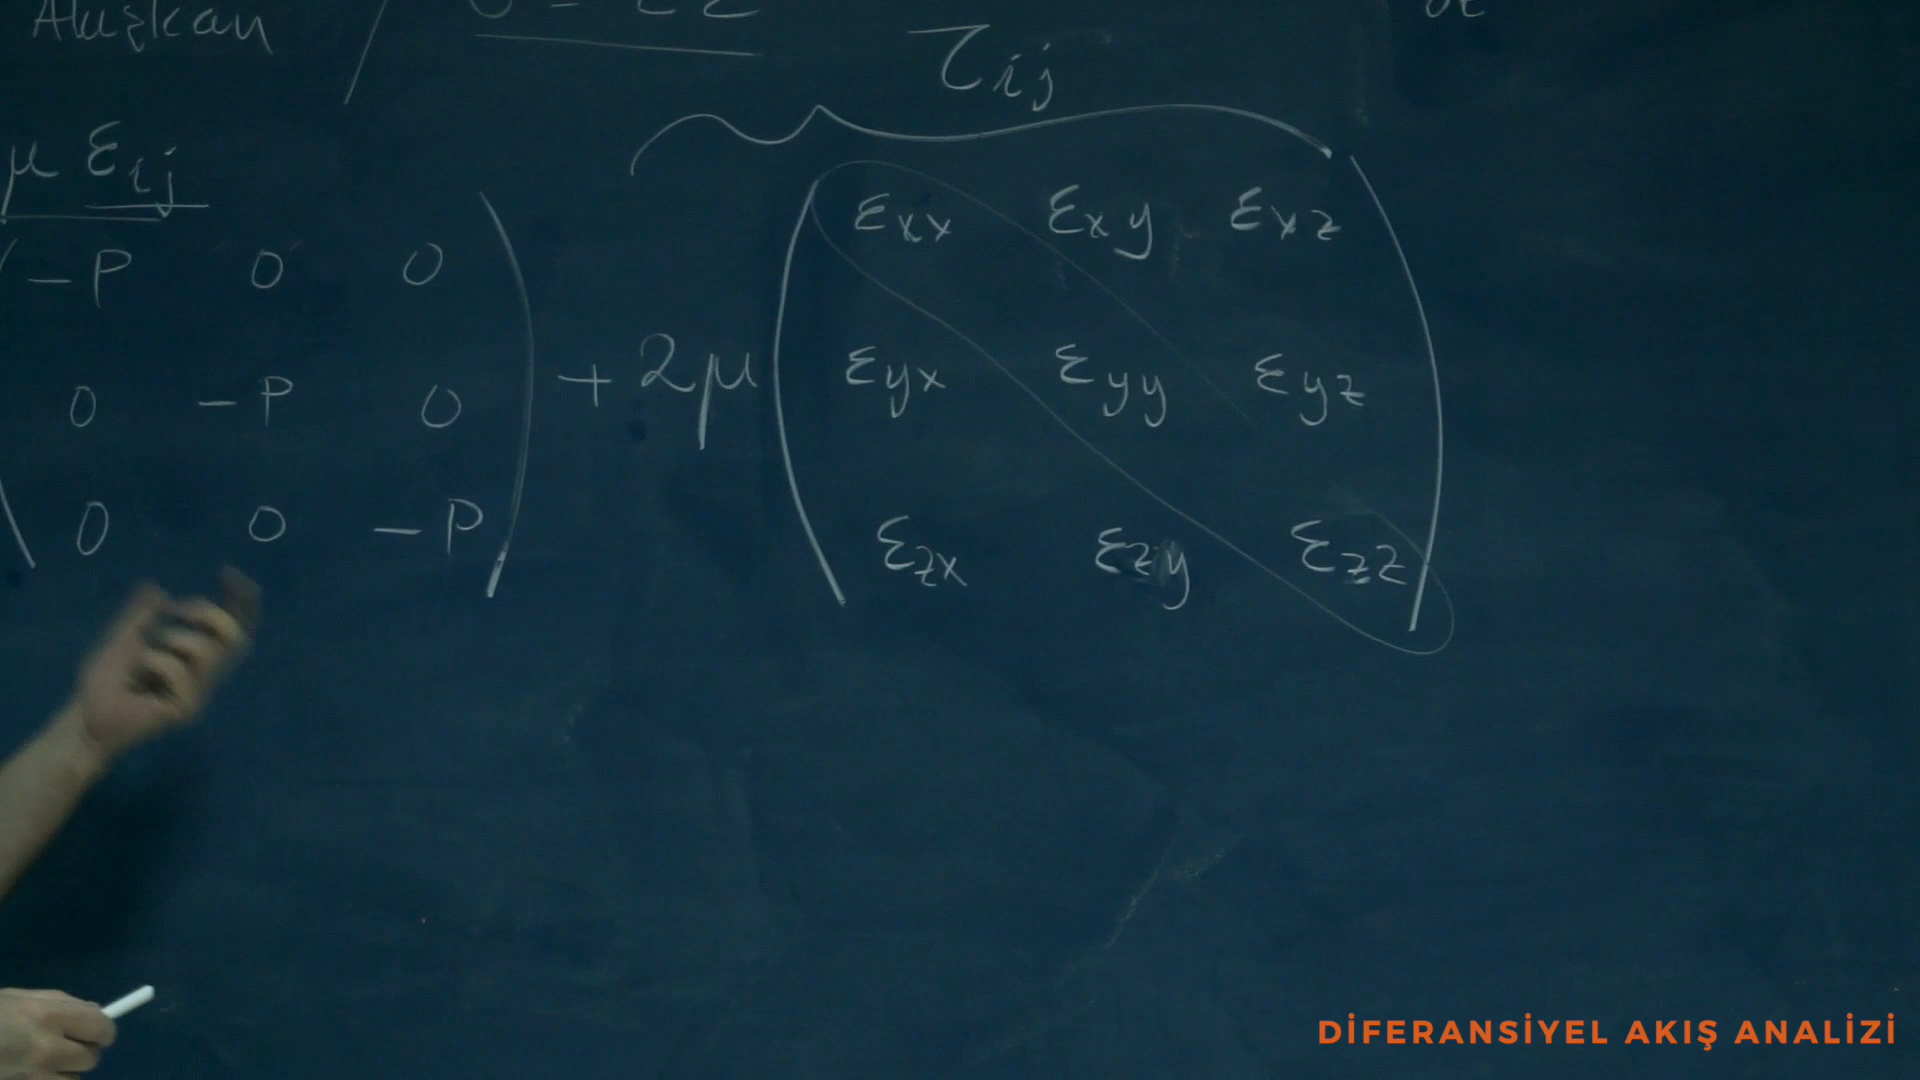 Akışkan /
τij
μ εij
-P 0 0 εxx εxy εxz
0 -P 0 + 2μ εyx εyy εyz
0 0 -P εzx εzy εzz
DİFERANSİYEL AKIŞ ANALİZİ